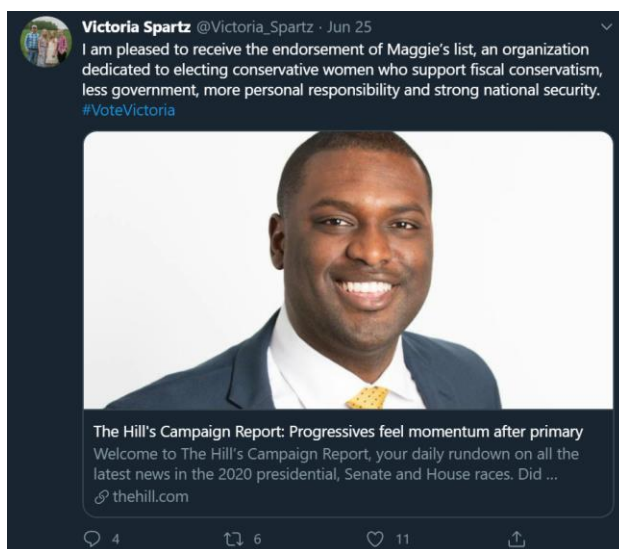 Victoria Spartz @Victoria_Spartz · Jun 25
I am pleased to receive the endorsement of Maggie's list, an organization
dedicated to electing conservative women who support fiscal conservatism,
less government, more personal responsibility and strong national security.
#VoteVictoria
The Hill's Campaign Report: Progressives feel momentum after primary
Welcome to The Hill's Campaign Report, your daily rundown on all the
latest news in the 2020 presidential, Senate and House races. Did ...
thehill.com
4 6 11